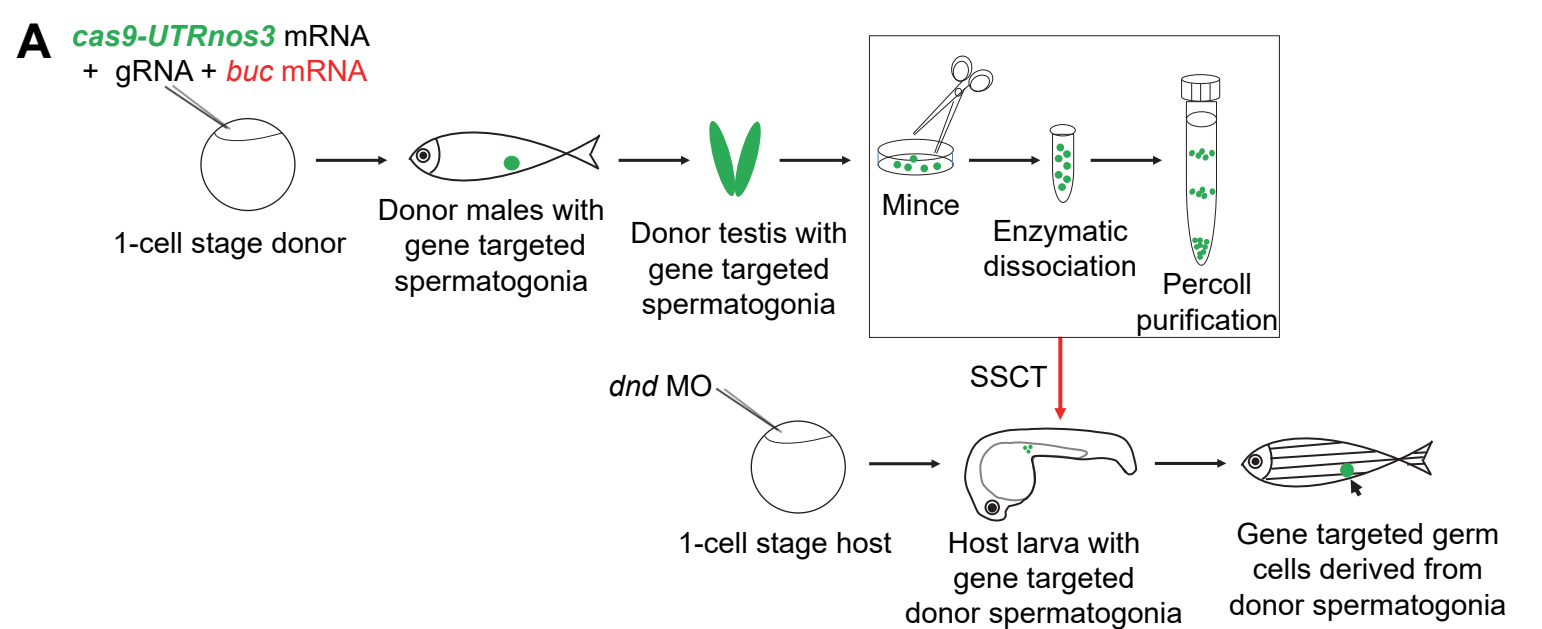 A
cas9-UTRnos3 mRNA
+ gRNA + buc mRNA
1-cell stage donor
Donor males with
gene targeted
spermatogonia
Donor testis with
gene targeted
spermatogonia
Mince
Enzymatic
dissociation
Percoll
purification
SSCT
dnd MO
1-cell stage host
Host larva with
gene targeted
donor spermatogonia
Gene targeted germ
cells derived from
donor spermatogonia